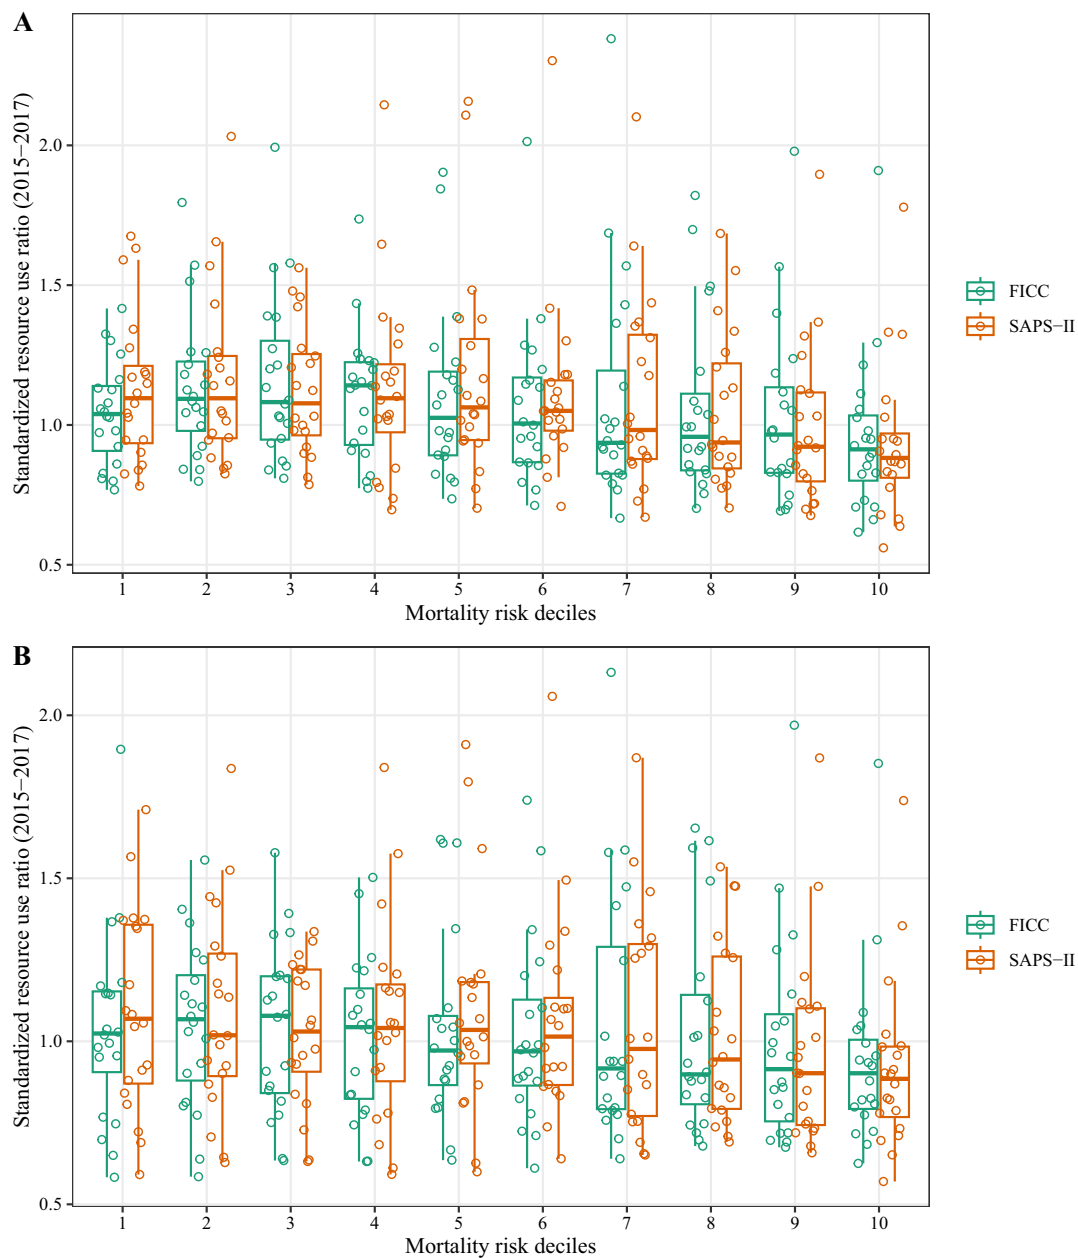 A
Standardized resource use ratio (2015−2017)
2.0
1.5
1.0
0.5
1 2 3 4 5 6 7 8 9 10
Mortality risk deciles
FICC
SAPS−II
B
Standardized resource use ratio (2015−2017)
2.0
1.5
1.0
0.5
1 2 3 4 5 6 7 8 9 10
Mortality risk deciles
FICC
SAPS−II